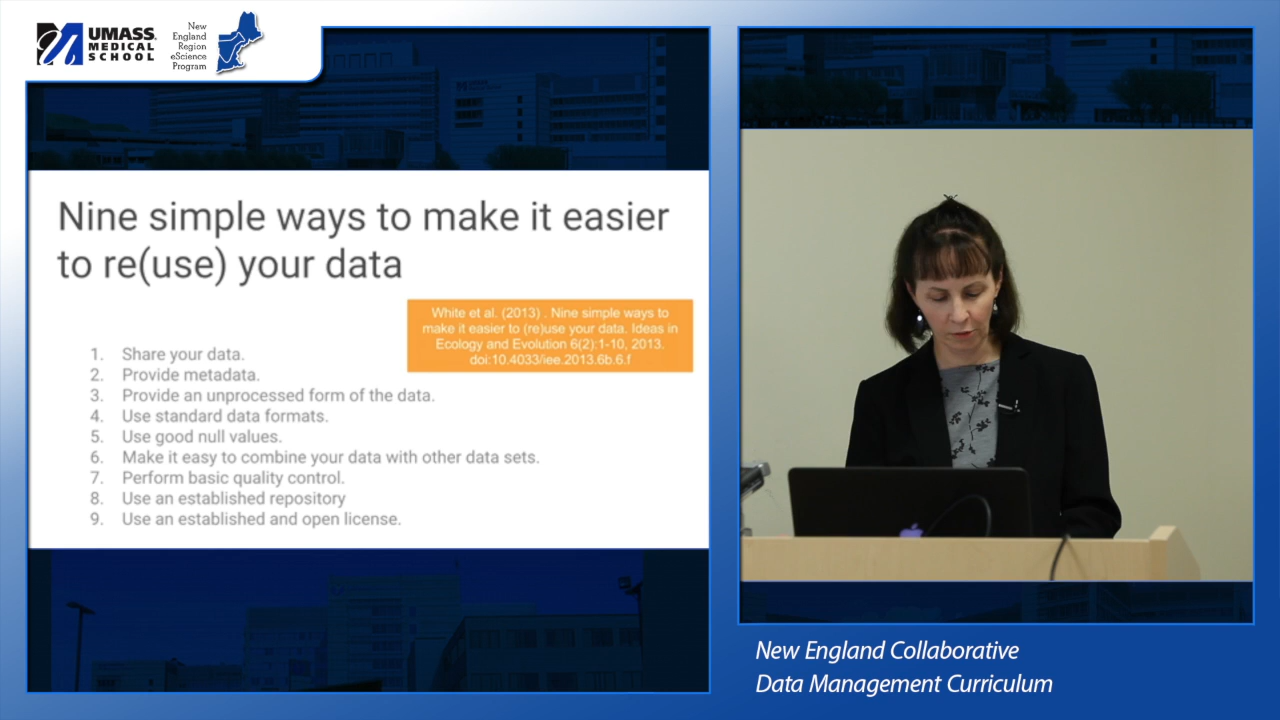 UMASS
MEDICAL
SCHOOL
New
England
Region
eScience
Program
Nine simple ways to make it easier
to re(use) your data
White et al. (2013) . Nine simple ways to
make it easier to (re)use your data. Ideas in
Ecology and Evolution 6(2):1-10, 2013.
doi:10.4033/iee.2013.6b.6.f
1. Share your data.
2. Provide metadata.
3. Provide an unprocessed form of the data.
4. Use standard data formats.
5. Use good null values.
6. Make it easy to combine your data with other data sets.
7. Perform basic quality control.
8. Use an established repository
9. Use an established and open license.
New England Collaborative
Data Management Curriculum